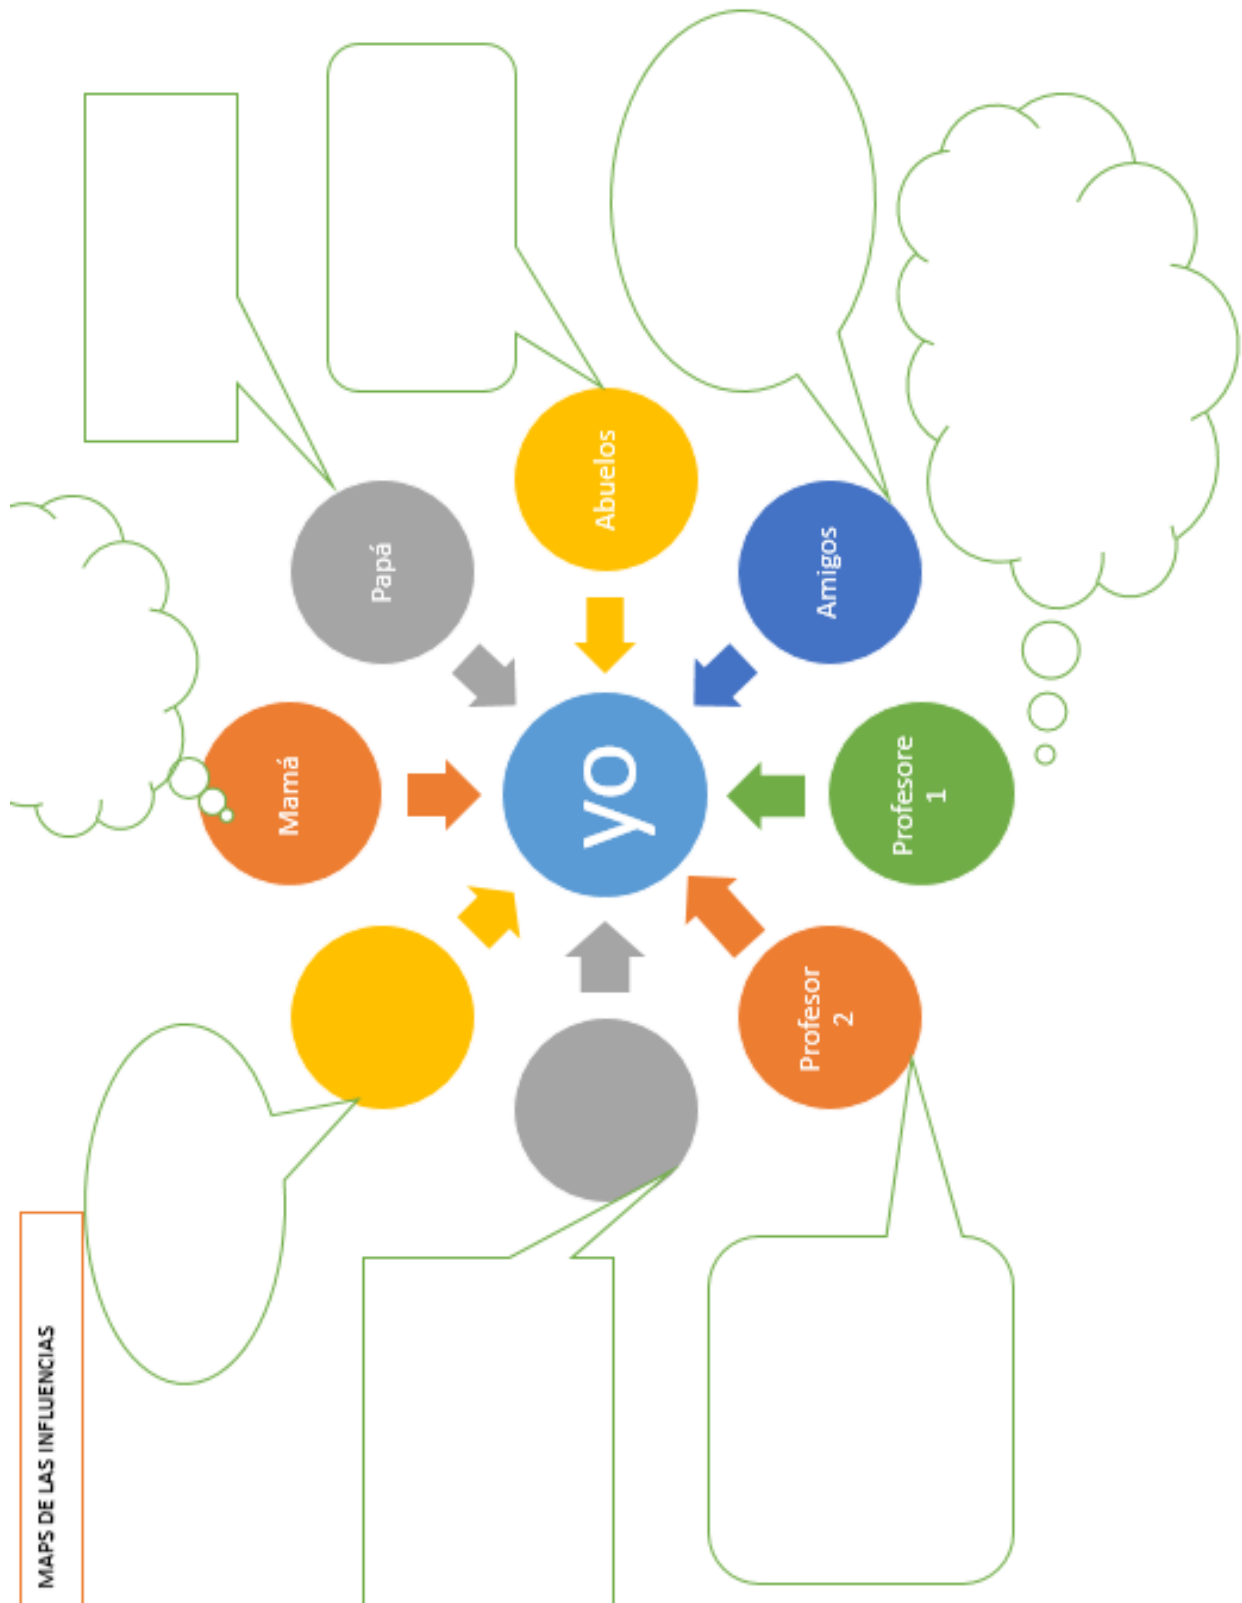 MAPS DE LAS INFLUENCIAS
Mamá
Papá
Abuelos
Amigos
Profesore
1
Profesor
2
yo